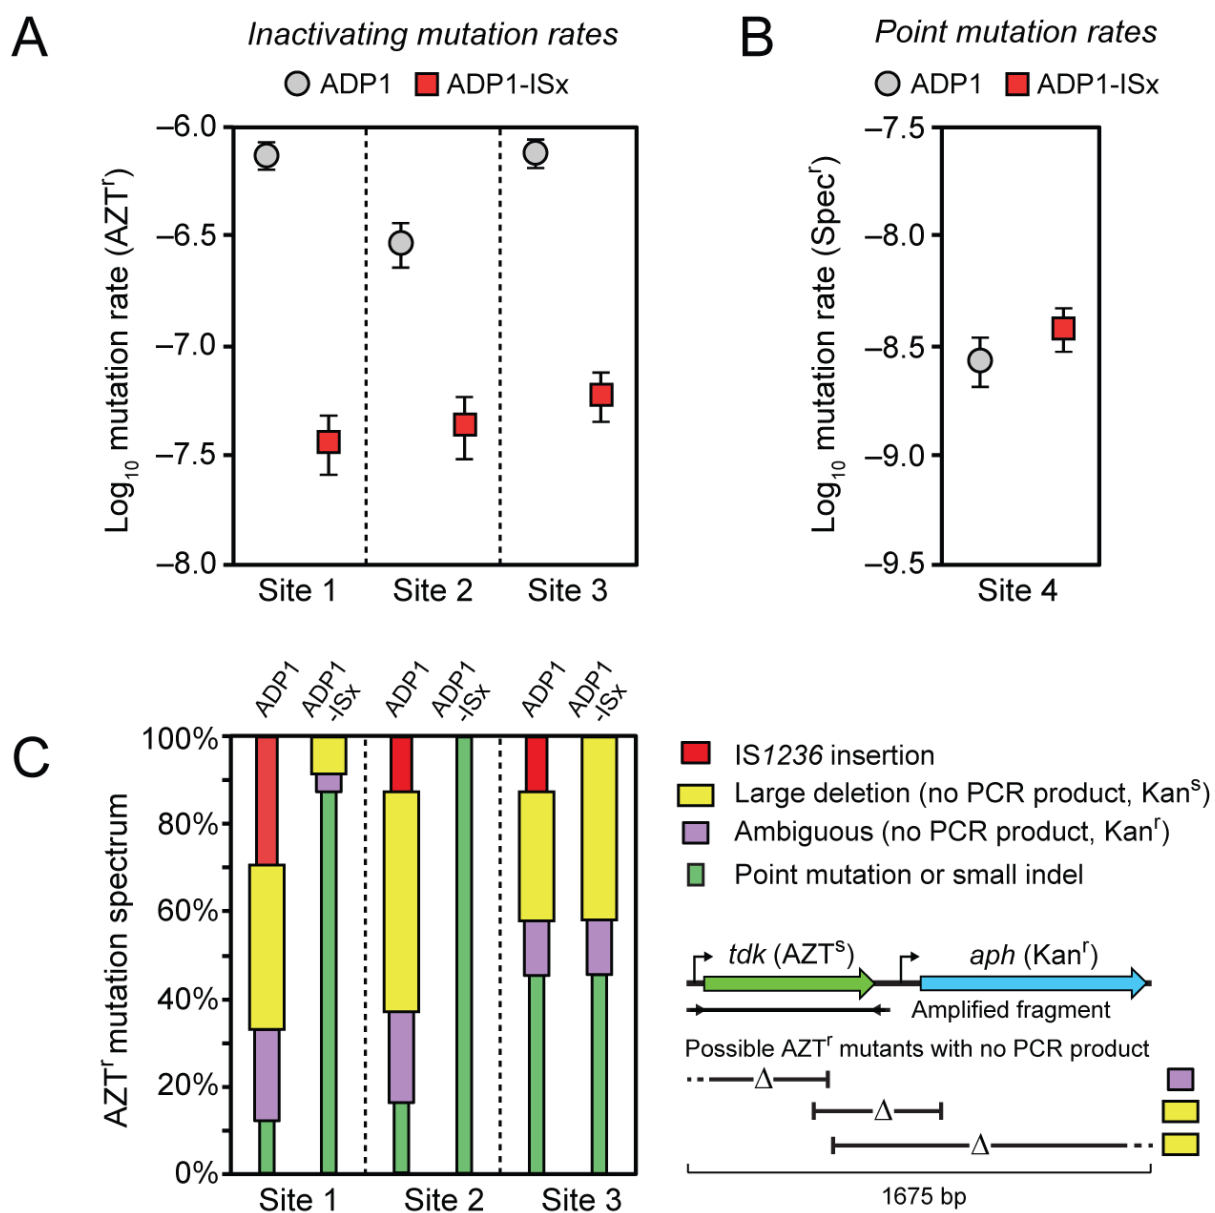 A
Inactivating mutation rates
ADP1 ADP1-ISx
Log10 mutation rate (AZTr)
–6.0
–6.5
–7.0
–7.5
–8.0
Site 1 Site 2 Site 3
B
Point mutation rates
ADP1 ADP1-ISx
Log10 mutation rate (Specr)
–7.5
–8.0
–8.5
–9.0
–9.5
Site 4
C
ADP1 ADP1-ISx ADP1 ADP1-ISx ADP1 ADP1-ISx
AZTr mutation spectrum
100%
80%
60%
40%
20%
0%
Site 1 Site 2 Site 3
IS1236 insertion
Large deletion (no PCR product, Kans)
Ambiguous (no PCR product, Kanr)
Point mutation or small indel
tdk (AZTs) aph (Kanr)
Amplified fragment
Possible AZTr mutants with no PCR product
Δ
Δ
Δ
1675 bp